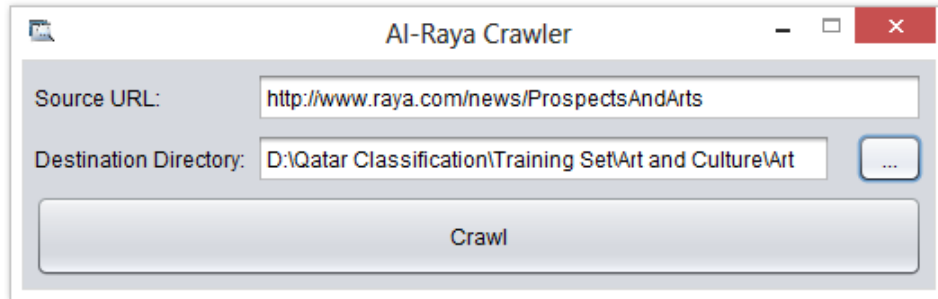 Al-Raya Crawler
Source URL: http://www.raya.com/news/ProspectsAndArts
Destination Directory: D:\Qatar Classification\Training Set\Art and Culture\Art ...
Crawl